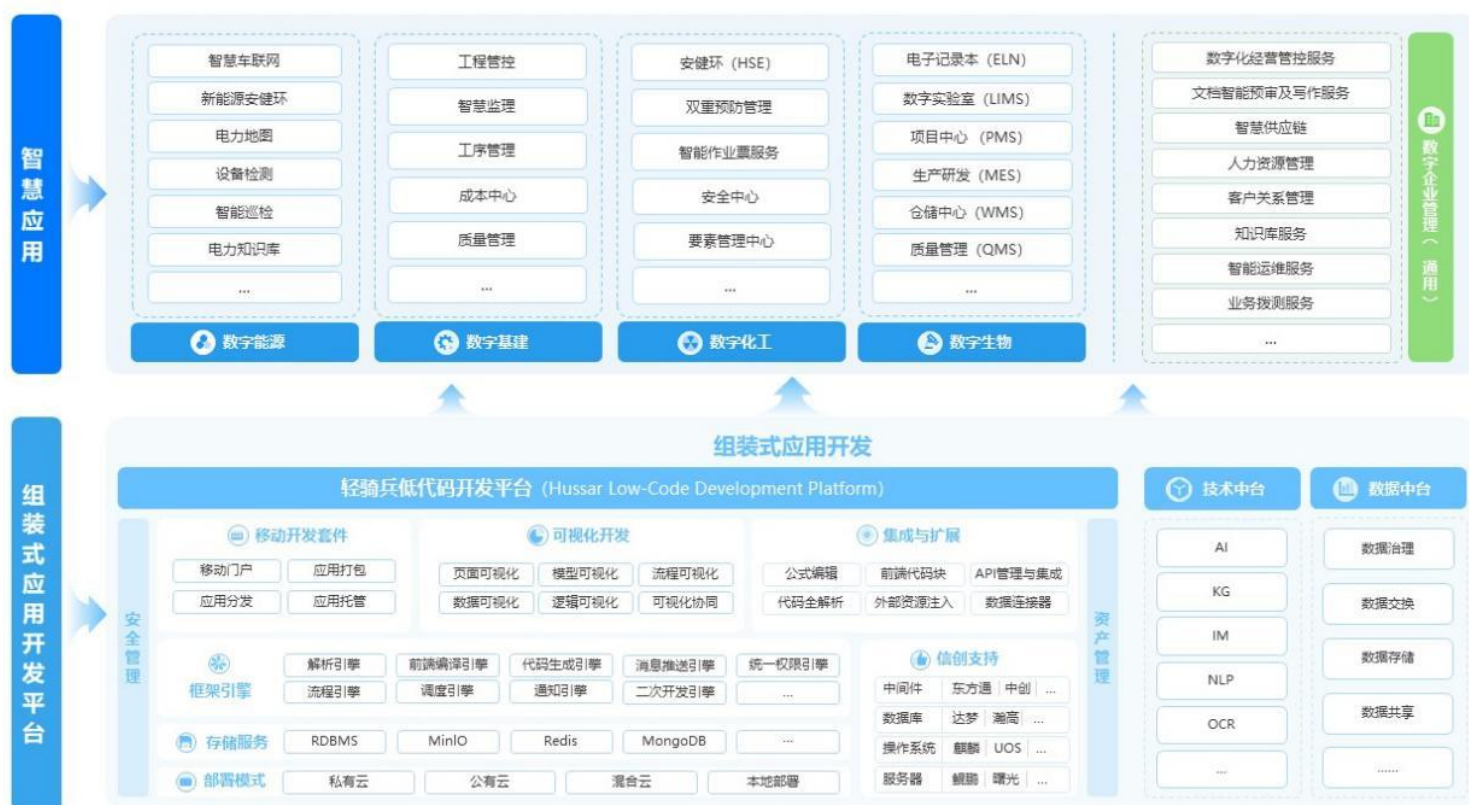 智慧应用
智慧车联网
新能源安健环
电力地图
设备检测
智能巡检
电力知识库
...
数字能源
工程管控
智慧监理
工序管理
成本中心
质量管理
...
数字基建
安健环（HSE）
双重预防管理
智能作业票服务
安全中心
要素管理中心
...
数字化工
电子记录本（ELN）
数字实验室（LIMS）
项目中心 （PMS）
生产研发（MES）
仓储中心（WMS）
质量管理（QMS）
...
数字生物
数字化经营管控服务
文档智能预审及写作服务
智慧供应链
人力资源管理
客户关系管理
知识库服务
智能运维服务
业务拨测服务
...
数字企业管理（通用）
组装式应用开发平台
组装式应用开发
轻骑兵低代码开发平台（Hussar Low-Code Development Platform）
安全管理
移动开发套件
移动门户 应用打包
应用分发 应用托管
可视化开发
页面可视化 模型可视化 流程可视化
数据可视化 逻辑可视化 可视化协同
集成与扩展
公式编辑 前端代码块 API管理与集成
代码全解析 外部资源注入 数据连接器
框架引擎
解析引擎 前端编译引擎 代码生成引擎 消息推送引擎 统一权限引擎
流程引擎 调度引擎 通知引擎 二次开发引擎 ...
存储服务 RDBMS MinIO Redis MongoDB ...
部署模式 私有云 公有云 混合云 本地部署
信创支持
中间件 东方通 中创 ...
数据库 达梦 瀚高 ...
操作系统 麒麟 UOS ...
服务器 鲲鹏 曙光 ...
资产管理
技术中台
AI
KG
IM
NLP
OCR
...
数据中台
数据治理
数据交换
数据存储
数据共享
......